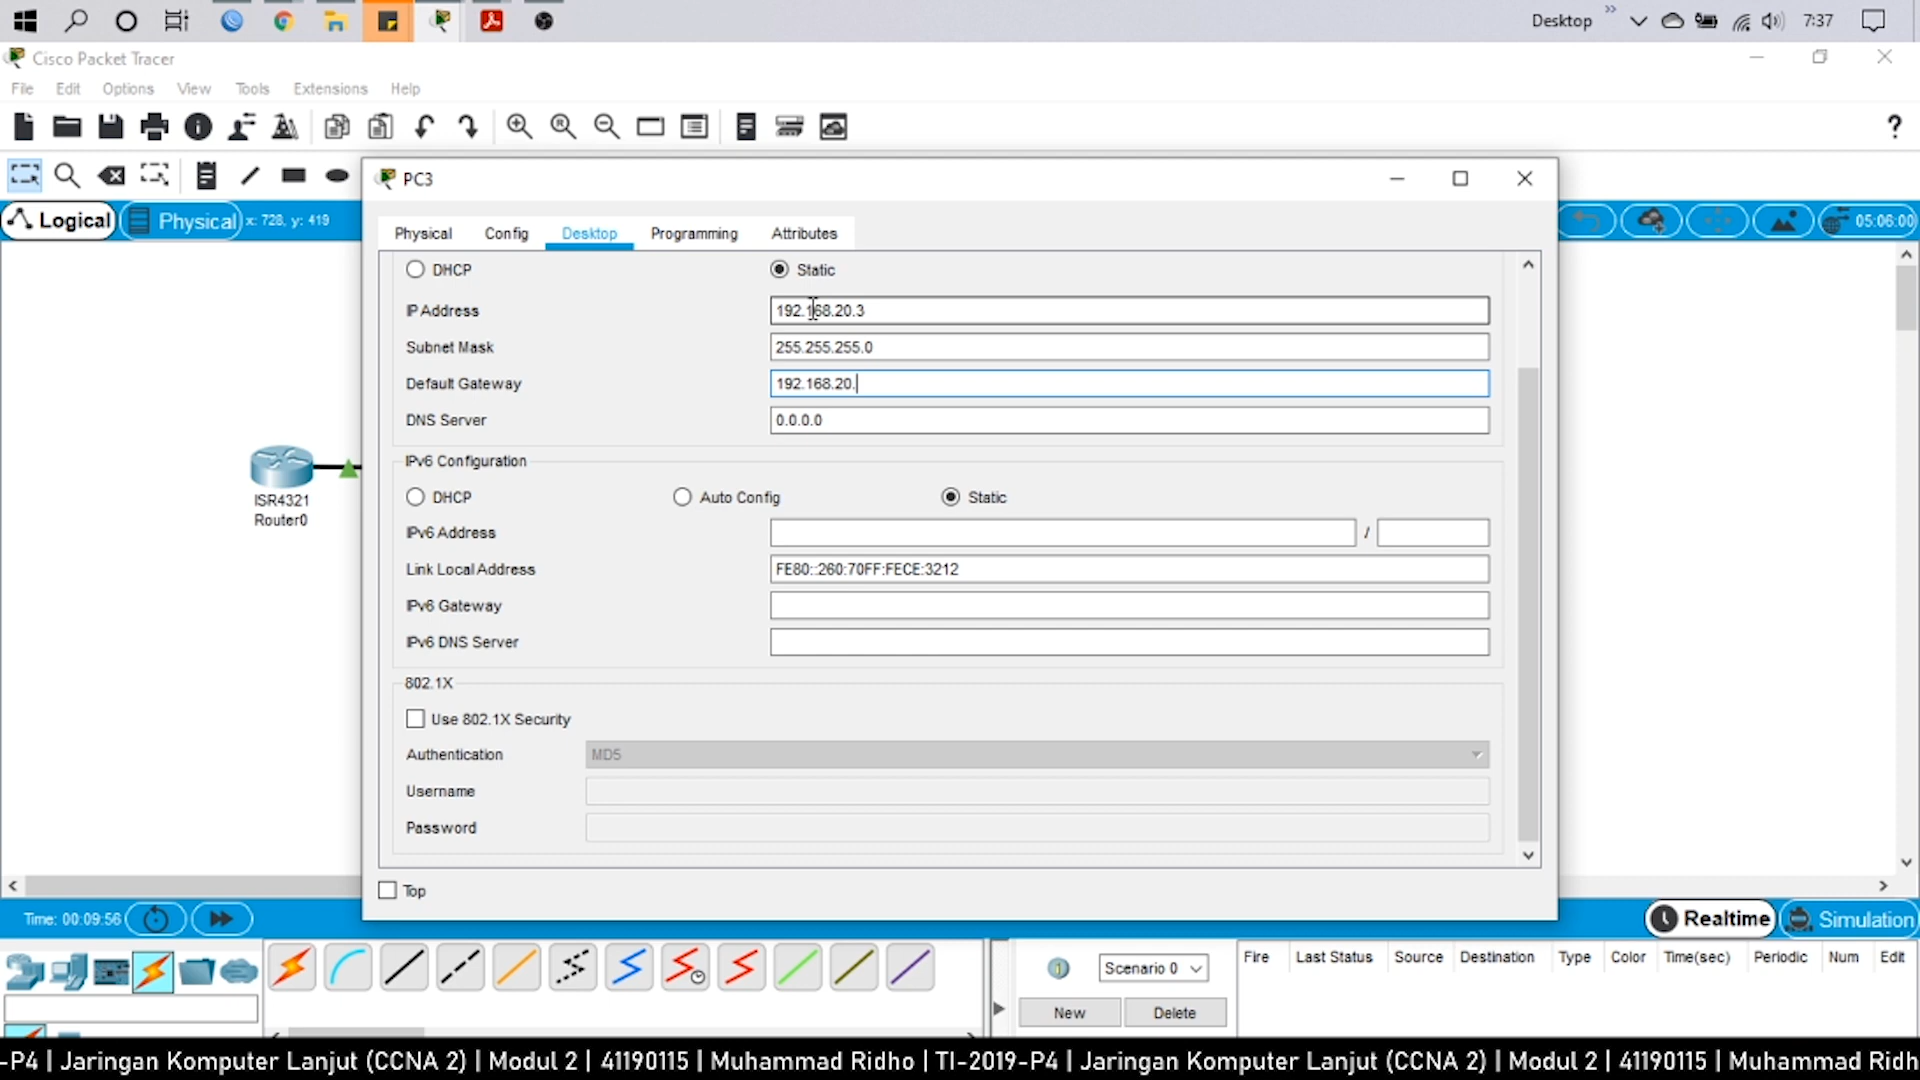 Desktop
7:37
Cisco Packet Tracer
File Edit Options View Tools Extensions Help
?
PC3
Logical Physical x: 728, y: 419
05:06:00
Physical Config Desktop Programming Attributes
DHCP Static
IP Address 192.168.20.3
Subnet Mask 255.255.255.0
Default Gateway 192.168.20.
DNS Server 0.0.0.0
IPv6 Configuration
DHCP Auto Config Static
IPv6 Address /
Link Local Address FE80::260:70FF:FECE:3212
IPv6 Gateway
IPv6 DNS Server
802.1X
Use 802.1X Security
Authentication MD5
Username
Password
Top
ISR4321
Router0
Time: 00:09:56
Realtime Simulation
Scenario 0
New Delete
Fire Last Status Source Destination Type Color Time(sec) Periodic Num Edit
-P4 | Jaringan Komputer Lanjut (CCNA 2) | Modul 2 | 41190115 | Muhammad Ridho | TI-2019-P4 | Jaringan Komputer Lanjut (CCNA 2) | Modul 2 | 41190115 | Muhammad Ridh